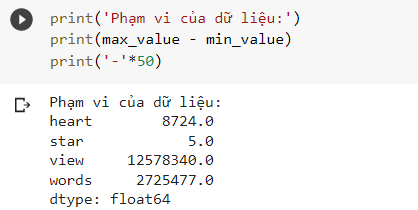 print('Phạm vi của dữ liệu:')
print(max_value - min_value)
print('-'*50)
Phạm vi của dữ liệu:
heart 8724.0
star 5.0
view 12578340.0
words 2725477.0
dtype: float64